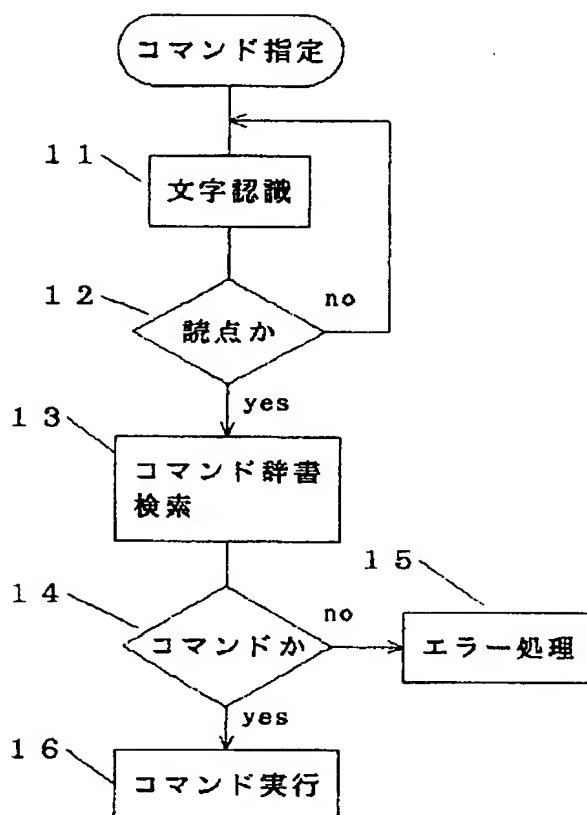 コマンド指定
11
文字認識
12
読点か
no
yes
13
コマンド辞書
検索
14
コマンドか
no
15
エラー処理
yes
16
コマンド実行